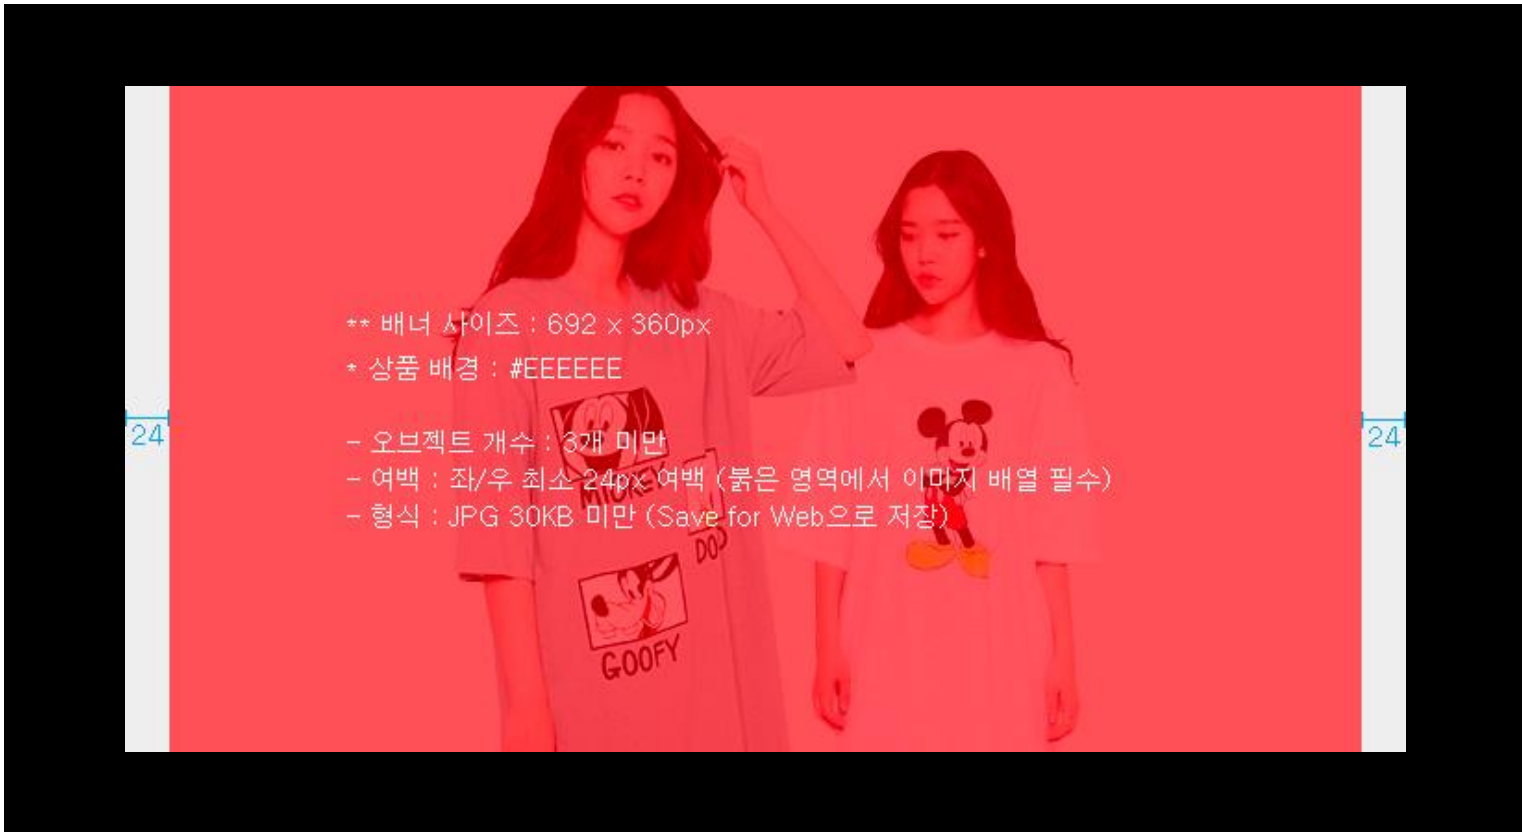 ** 배너 사이즈 : 692 x 360px
* 상품 배경 : #EEEEEE
- 오브젝트 개수 : 3개 미만
- 여백 : 좌/우 최소 24px 여백 (붉은 영역에서 이미지 배열 필수)
- 형식 : JPG 30KB 미만 (Save for Web으로 저장)
24
24
MICKEY
GOOFY